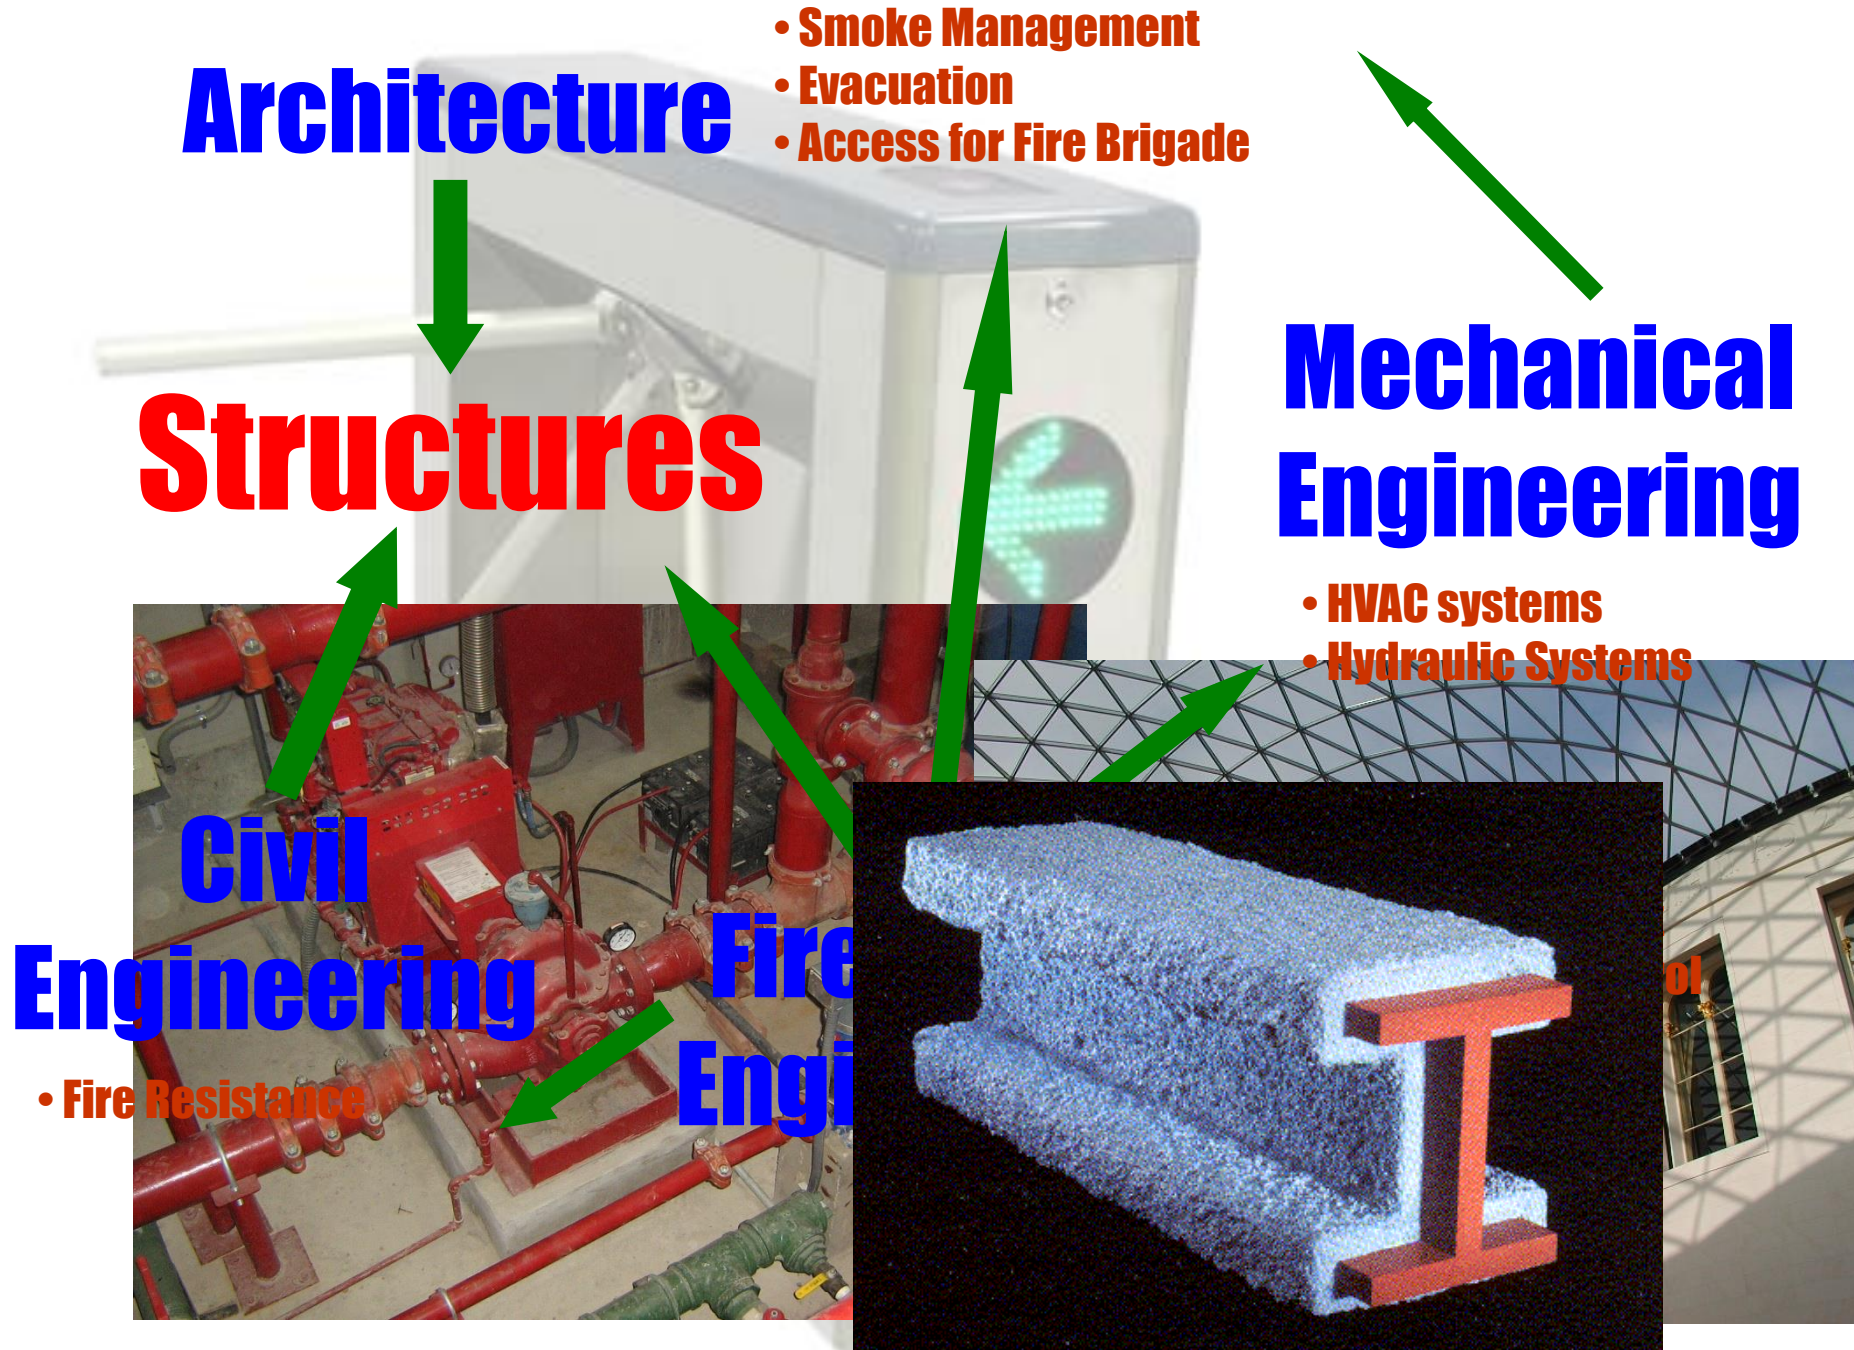 • Smoke Management
• Evacuation
• Access for Fire Brigade
Architecture
Structures
Mechanical
Engineering
• HVAC systems
• Hydraulic Systems
Civil
Engineering
• Fire Resistance
Fire